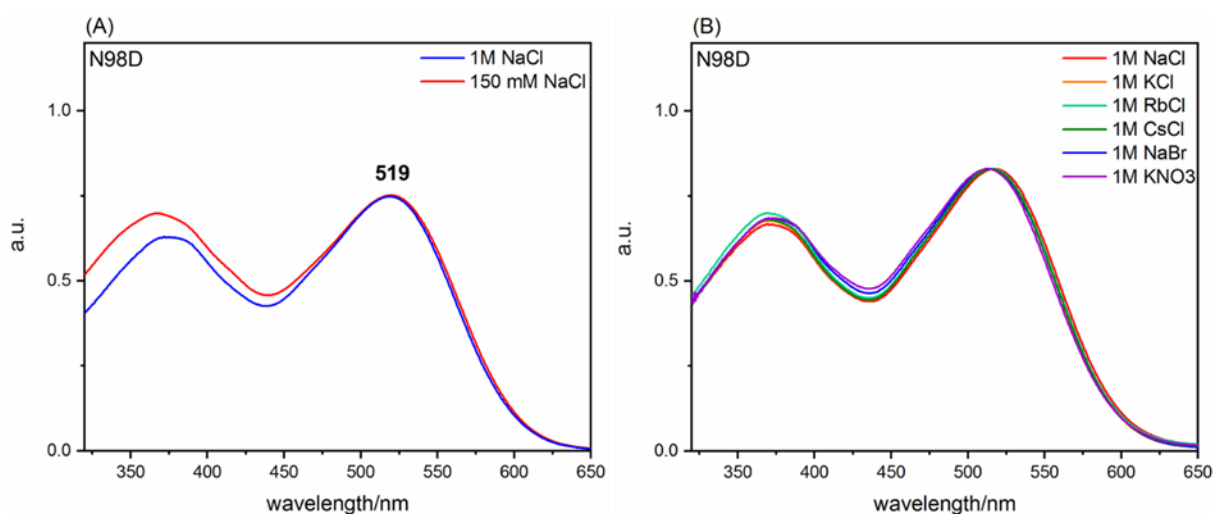 (A)
N98D
1M NaCl
150 mM NaCl
519
1.0
0.5
0.0
a.u.
350 400 450 500 550 600 650
wavelength/nm
(B)
N98D
1M NaCl
1M KCl
1M RbCl
1M CsCl
1M NaBr
1M KNO3
1.0
0.5
0.0
a.u.
350 400 450 500 550 600 650
wavelength/nm